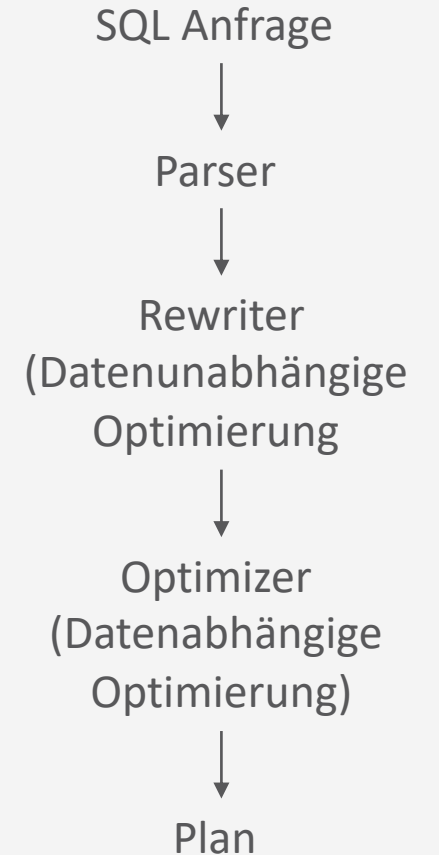 SQL Anfrage
Parser
Rewriter
(Datenunabhängige
Optimierung
Optimizer
(Datenabhängige
Optimierung)
Plan